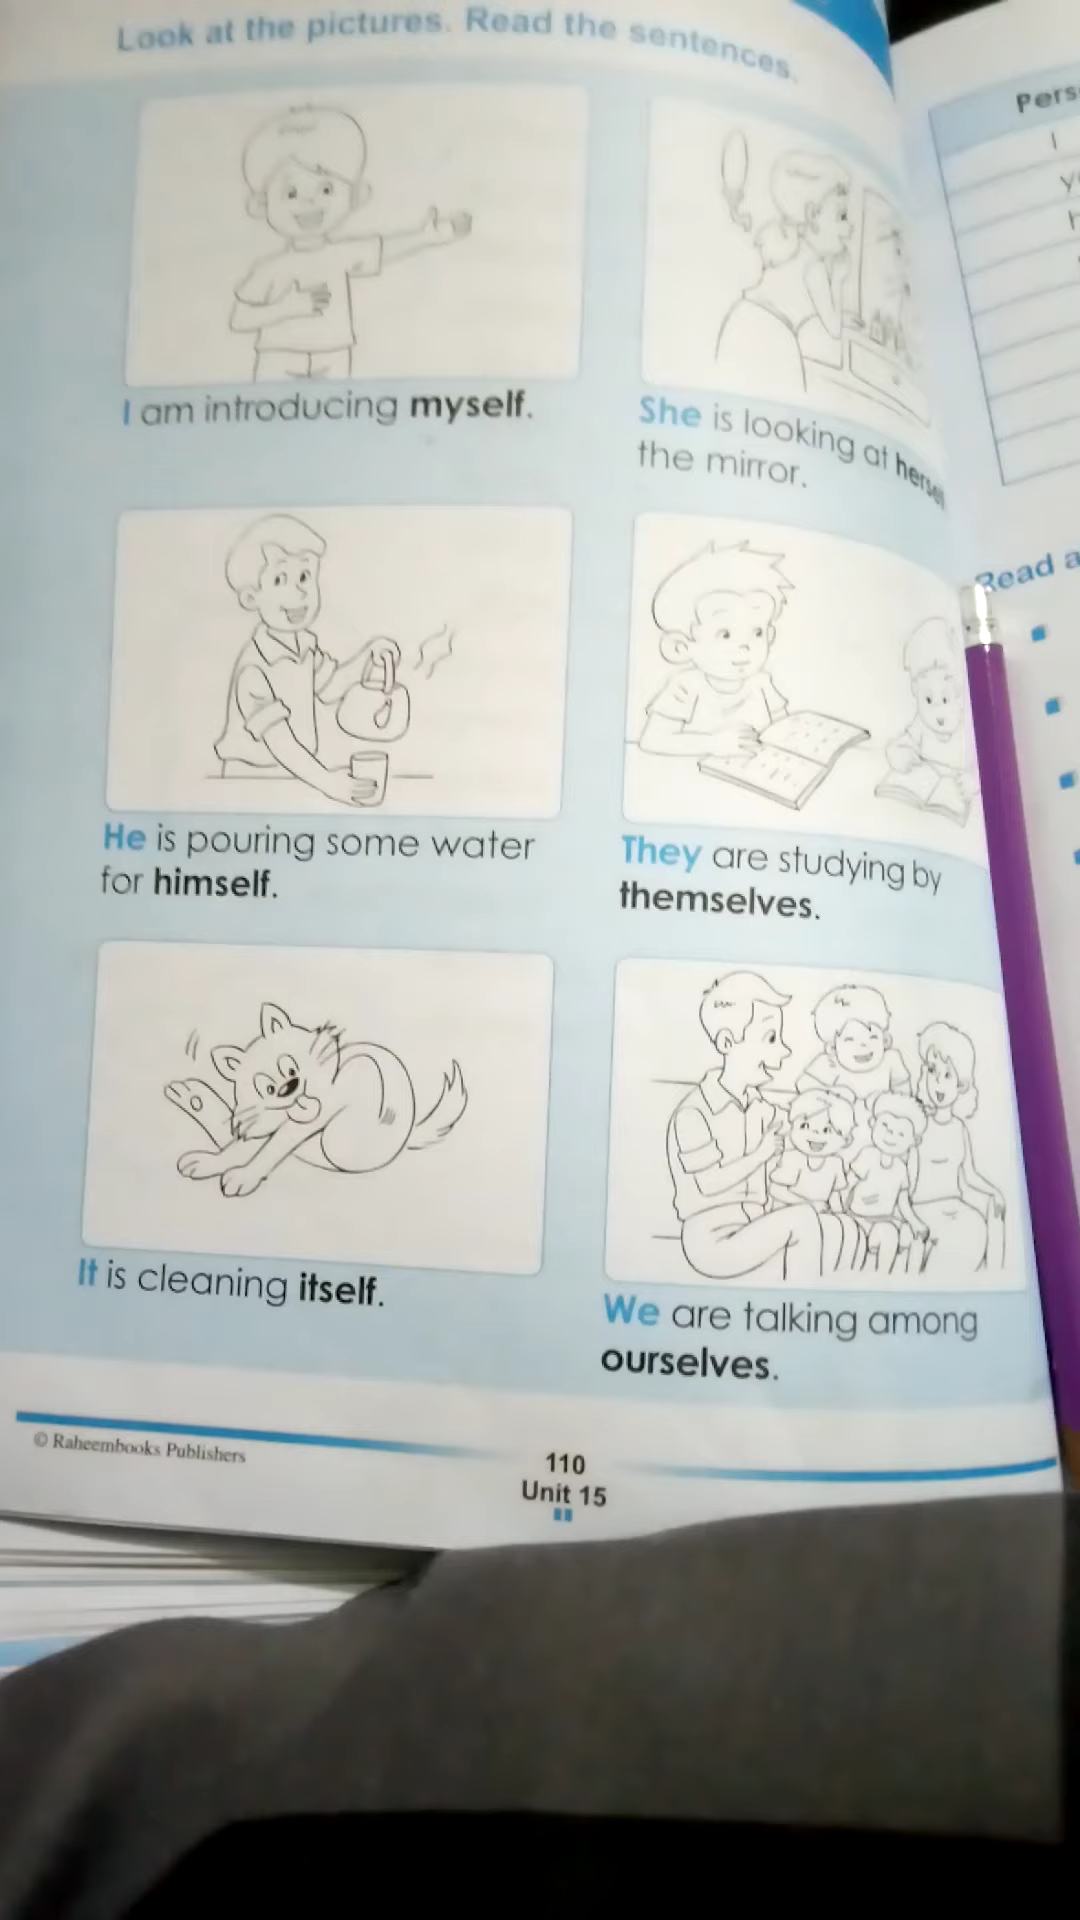 Look at the pictures. Read the sentences.
I am introducing myself.
She is looking at herself
the mirror.
He is pouring some water
for himself.
They are studying by
themselves.
It is cleaning itself.
We are talking among
ourselves.
© Raheembooks Publishers
110
Unit 15
I
Read